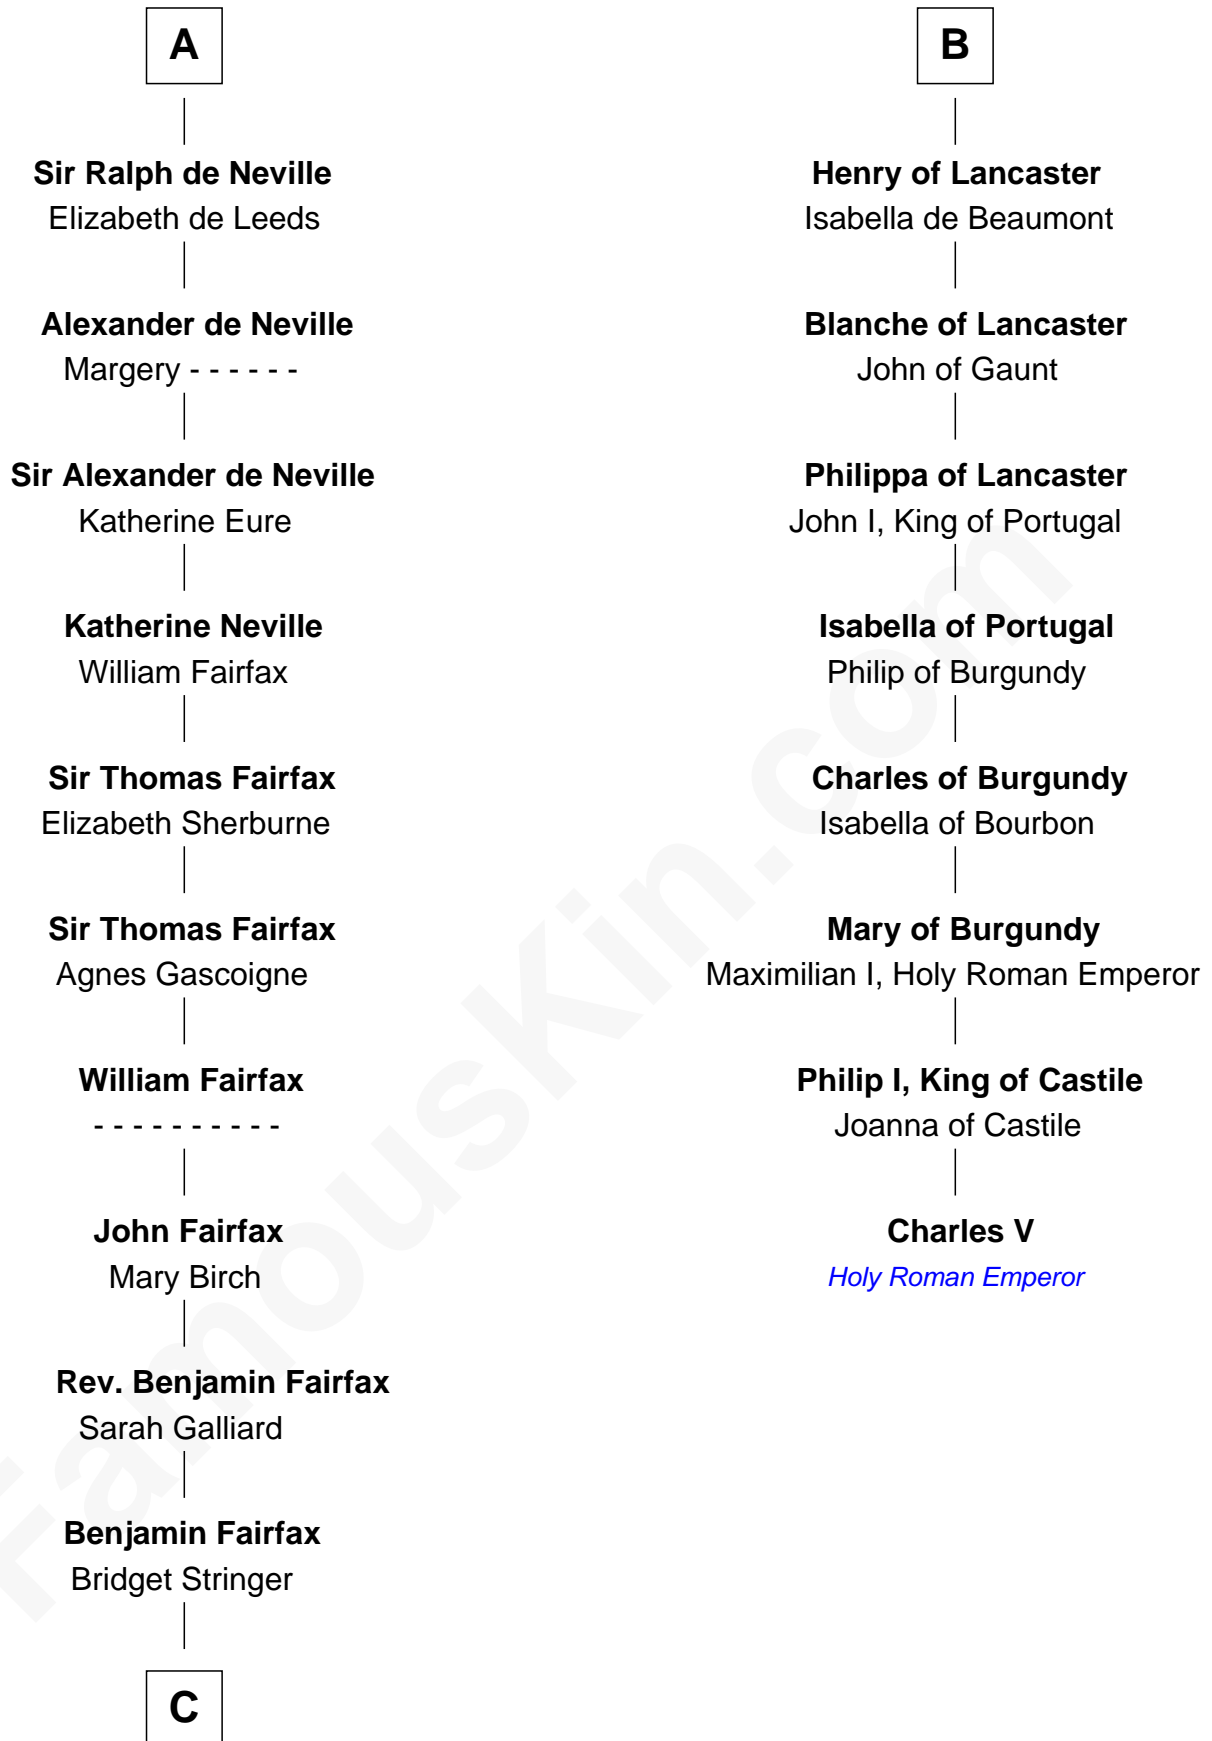 A
Sir Ralph de Neville
Elizabeth de Leeds
Alexander de Neville
Margery - - - - - -
Sir Alexander de Neville
Katherine Eure
Katherine Neville
William Fairfax
Sir Thomas Fairfax
Elizabeth Sherburne
Sir Thomas Fairfax
Agnes Gascoigne
William Fairfax
- - - - - - - - - -
John Fairfax
Mary Birch
Rev. Benjamin Fairfax
Sarah Galliard
Benjamin Fairfax
Bridget Stringer
C
B
Henry of Lancaster
Isabella de Beaumont
Blanche of Lancaster
John of Gaunt
Philippa of Lancaster
John I, King of Portugal
Isabella of Portugal
Philip of Burgundy
Charles of Burgundy
Isabella of Bourbon
Mary of Burgundy
Maximilian I, Holy Roman Emperor
Philip I, King of Castile
Joanna of Castile
Charles V
Holy Roman Emperor
FamousKin.com